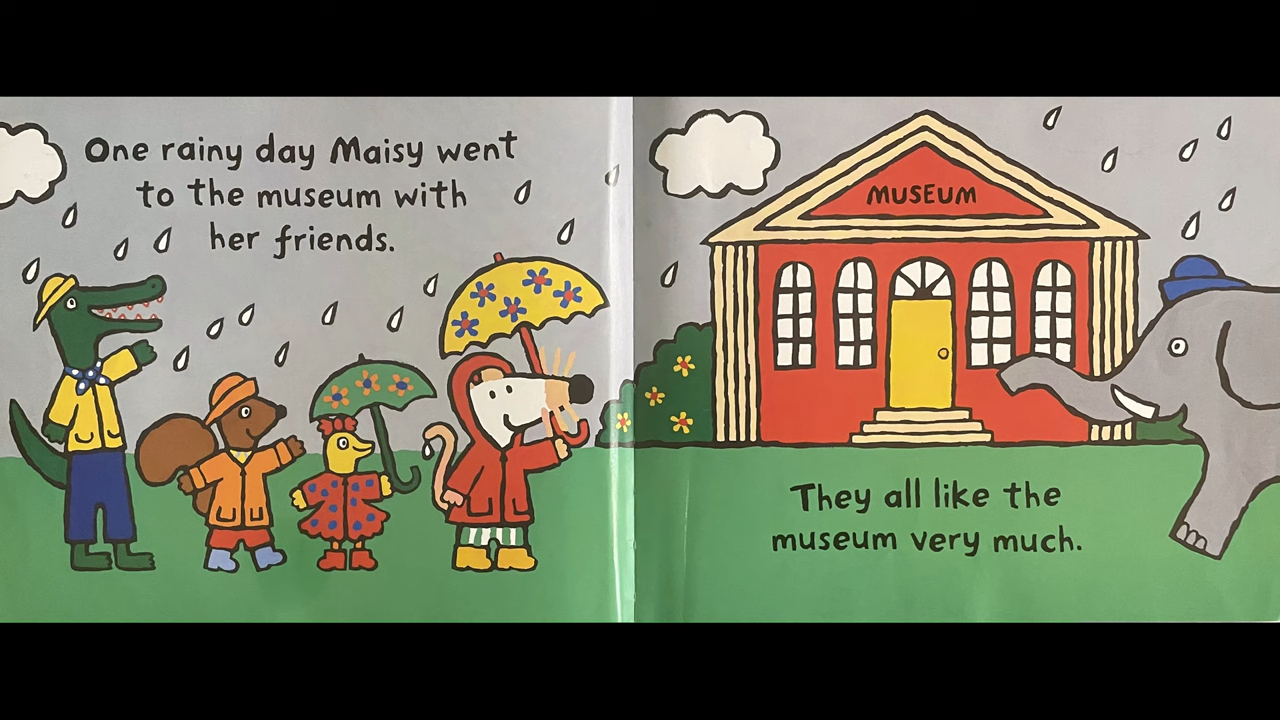 One rainy day Maisy went
to the museum with
her friends.
MUSEUM
They all like the
museum very much.